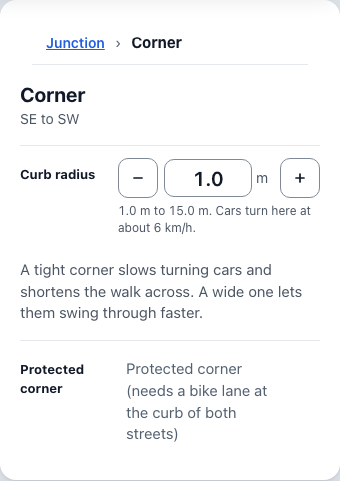 Junction › Corner
Corner
SE to SW
Curb radius − 1.0 m +
1.0 m to 15.0 m. Cars turn here at
about 6 km/h.
A tight corner slows turning cars and
shortens the walk across. A wide one lets
them swing through faster.
Protected
corner
Protected corner
(needs a bike lane at
the curb of both
streets)